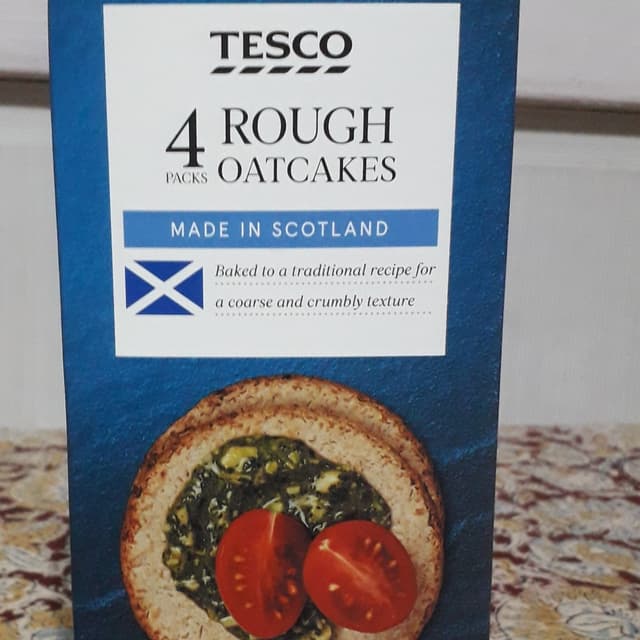 TESCO
4 ROUGH
PACKS OATCAKES
MADE IN SCOTLAND
Baked to a traditional recipe for
a coarse and crumbly texture